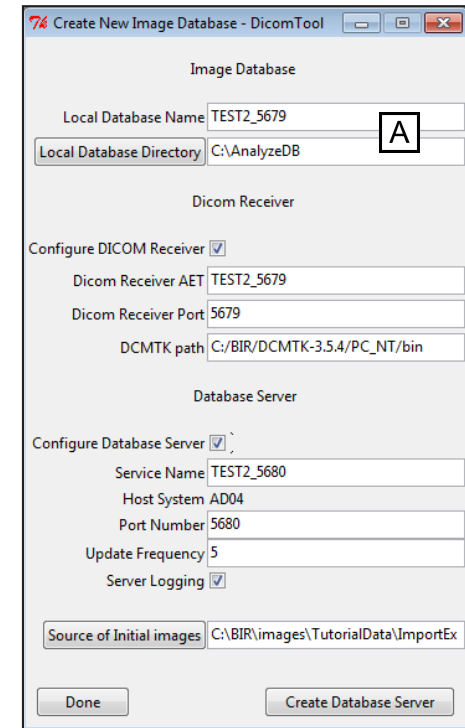 Create New Image Database - DicomTool
Image Database
Local Database Name TEST2_5679
A
Local Database Directory C:\AnalyzeDB
Dicom Receiver
Configure DICOM Receiver
Dicom Receiver AET TEST2_5679
Dicom Receiver Port 5679
DCMTK path C:/BIR/DCMTK-3.5.4/PC_NT/bin
Database Server
Configure Database Server
Service Name TEST2_5680
Host System AD04
Port Number 5680
Update Frequency 5
Server Logging
Source of Initial images C:\BIR\images\TutorialData\ImportEx
Done Create Database Server